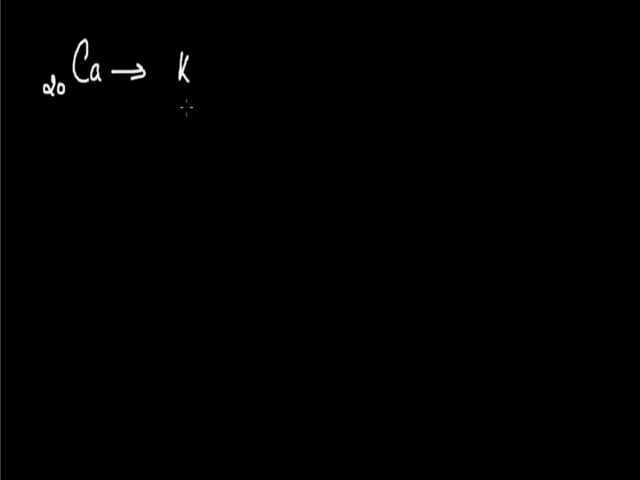 ₂₀Ca → K